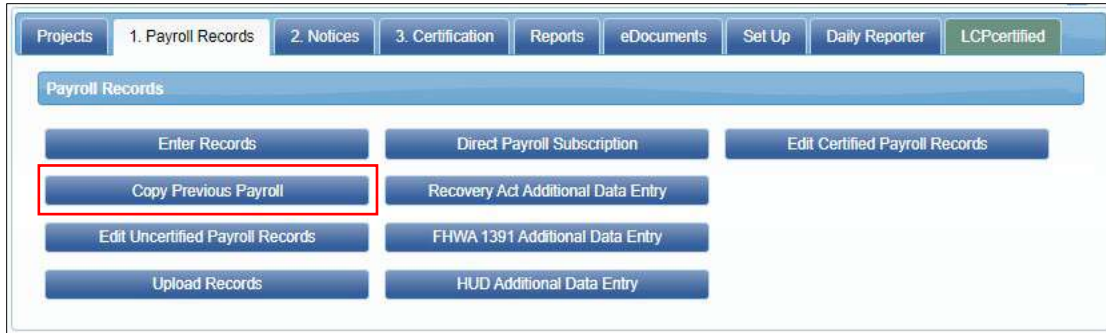 Projects 1. Payroll Records 2. Notices 3. Certification Reports eDocuments Set Up Daily Reporter LCPcertified
Payroll Records
Enter Records Direct Payroll Subscription Edit Certified Payroll Records
Copy Previous Payroll Recovery Act Additional Data Entry
Edit Uncertified Payroll Records FHWA 1391 Additional Data Entry
Upload Records HUD Additional Data Entry